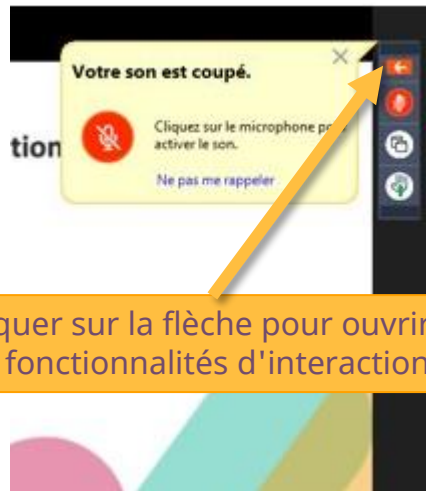 Votre son est coupé.
tion
Cliquez sur le microphone pour
activer le son.
Ne pas me rappeler
quer sur la flèche pour ouvrir
fonctionnalités d'interaction